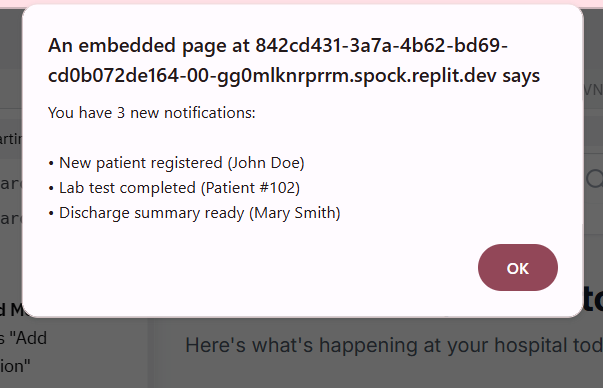 An embedded page at 842cd431-3a7a-4b62-bd69-
cd0b072de164-00-gg0mlknrprrm.spock.replit.dev says
You have 3 new notifications:
• New patient registered (John Doe)
• Lab test completed (Patient #102)
• Discharge summary ready (Mary Smith)
OK
s "Add
ion"
Here's what's happening at your hospital tod